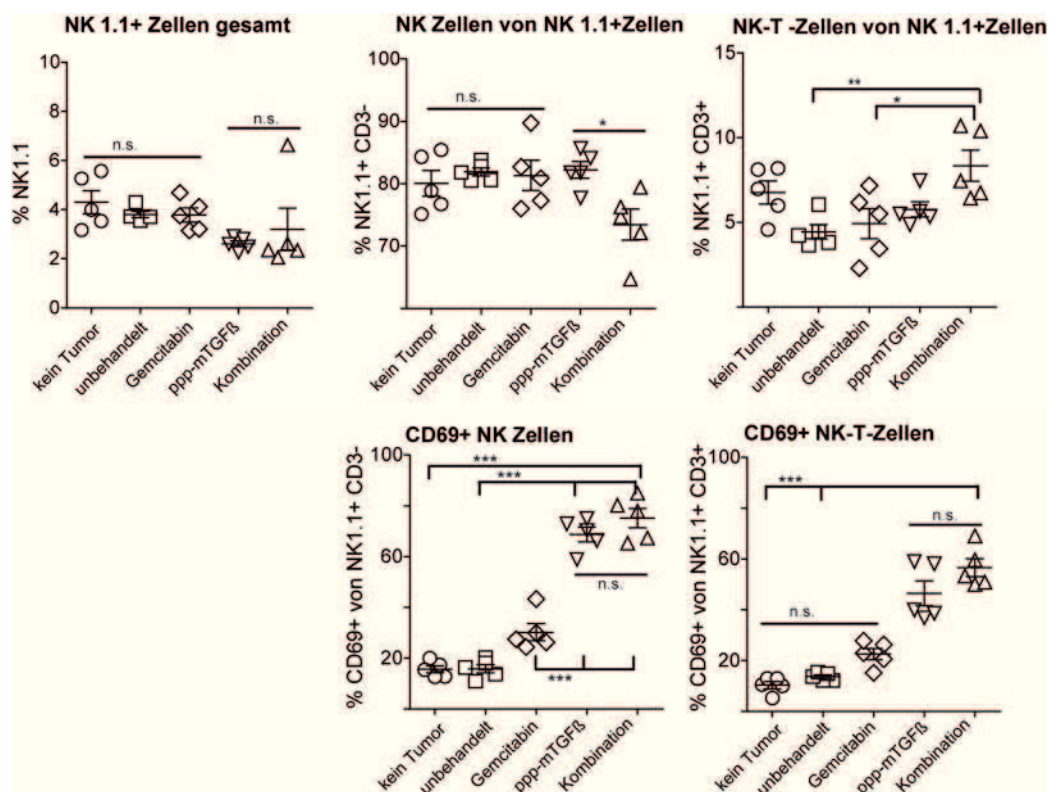 NK 1.1+ Zellen gesamt
% NK1.1
10
8
6
4
2
0
n.s.
n.s.
kein Tumor
unbehandelt
Gemcitabin
ppp-mTGFß
Kombination
NK Zellen von NK 1.1+Zellen
% NK1.1+ CD3-
100
90
80
70
n.s.
*
kein Tumor
unbehandelt
Gemcitabin
ppp-mTGFß
Kombination
NK-T -Zellen von NK 1.1+Zellen
% NK1.1+ CD3+
15
10
5
0
**
*
kein Tumor
unbehandelt
Gemcitabin
ppp-mTGFß
Kombination
CD69+ NK Zellen
% CD69+ von NK1.1+ CD3-
100
60
20
***
***
n.s.
***
kein Tumor
unbehandelt
Gemcitabin
ppp-mTGFß
Kombination
CD69+ NK-T-Zellen
% CD69+ von NK1.1+ CD3+
100
60
20
***
n.s.
n.s.
kein Tumor
unbehandelt
Gemcitabin
ppp-mTGFß
Kombination